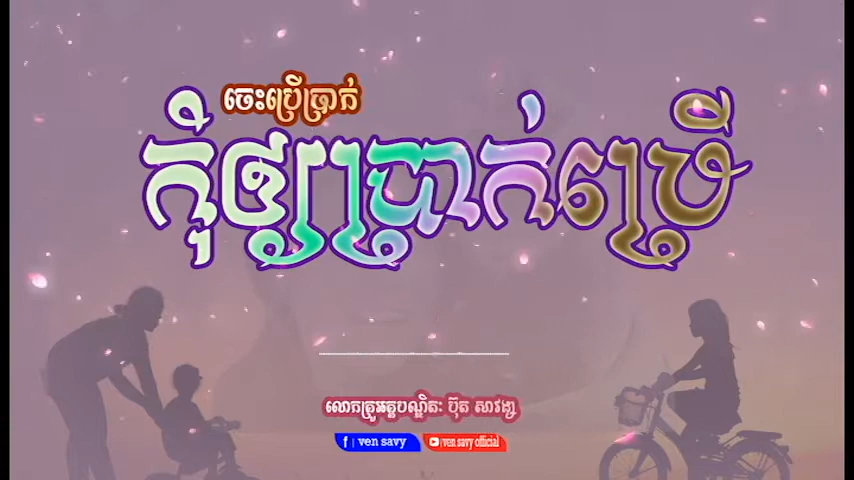 ចេះប្រើប្រាក់
កុំឲ្យប្រាក់ប្រើ
លោកគ្រូអគ្គបណ្ឌិតៈ ប៊ុត សាវង្ស
f | ven savy
/ven savy official